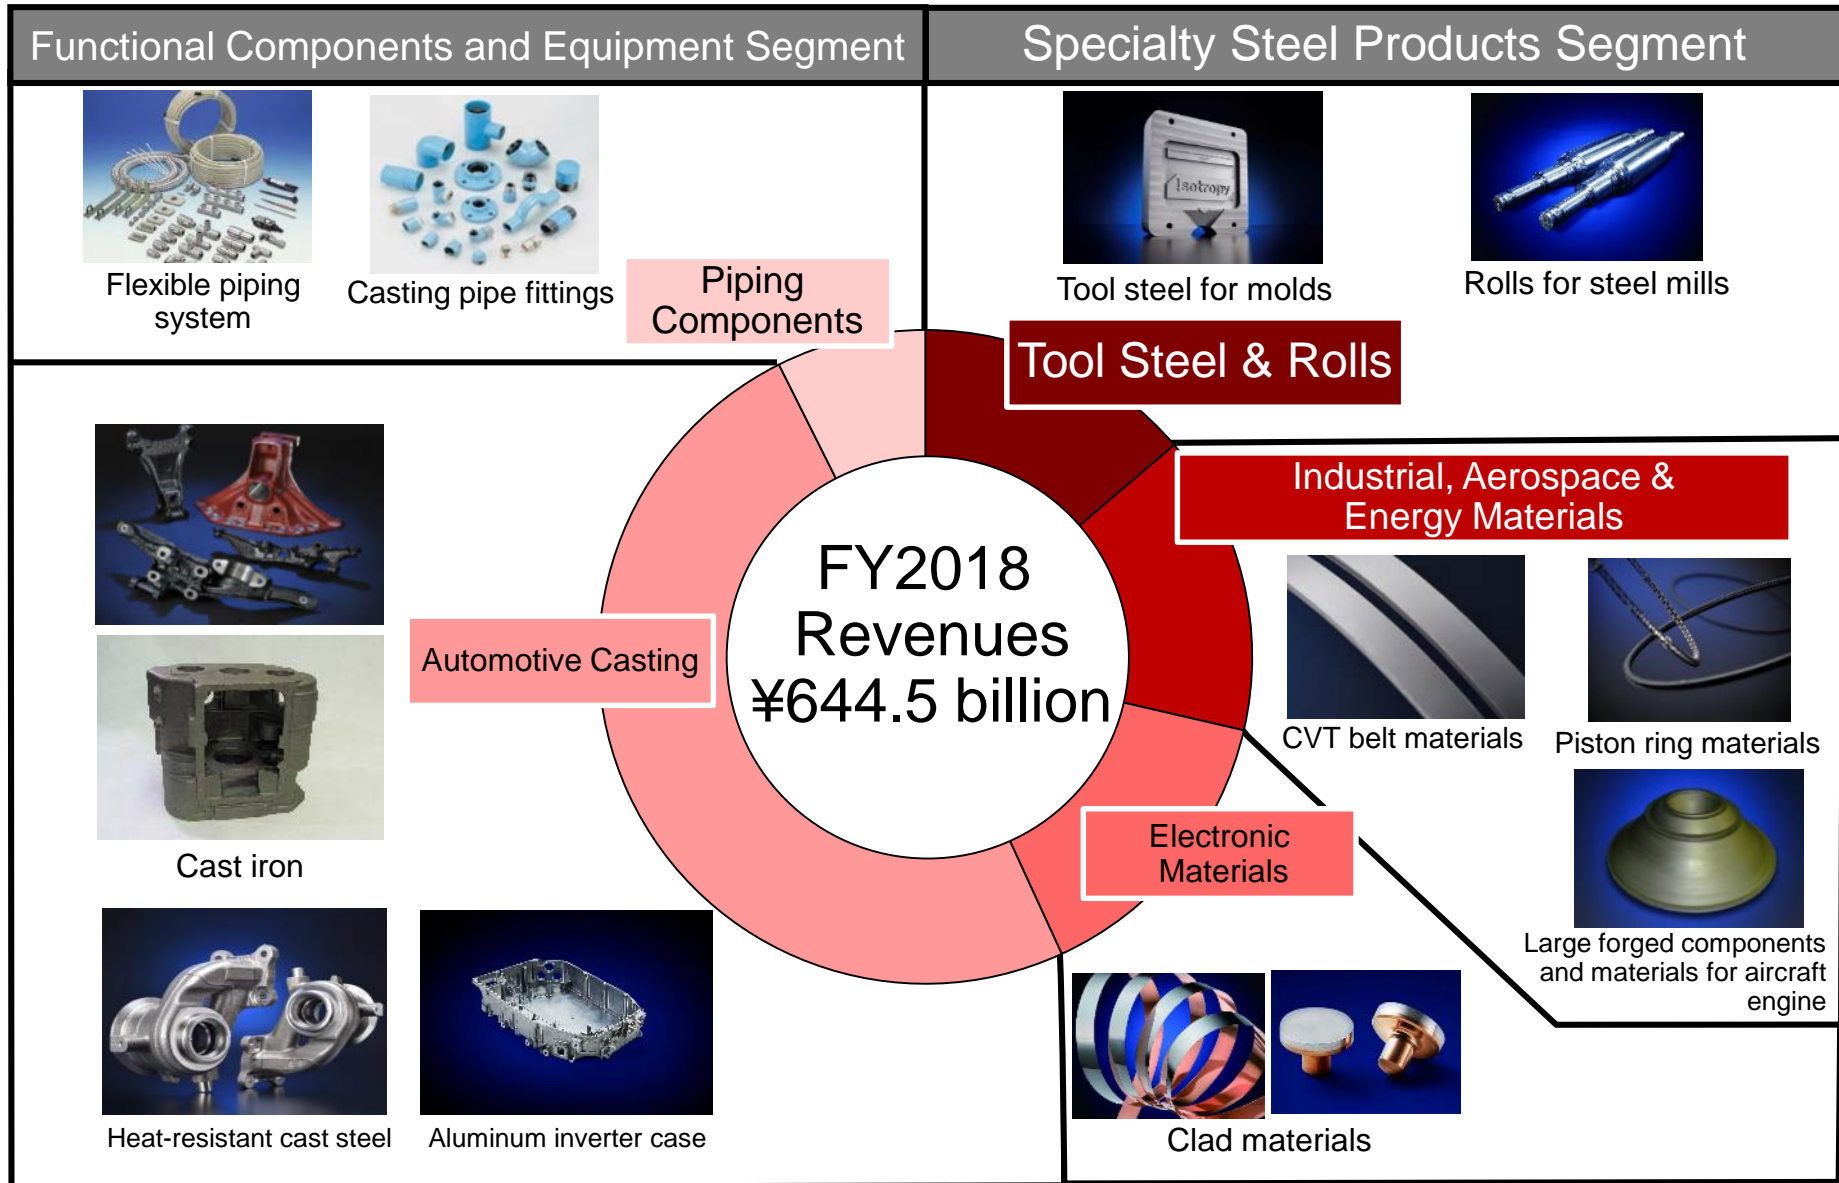 Functional Components and Equipment Segment
Specialty Steel Products Segment
Flexible piping
system
Casting pipe fittings
Piping
Components
Isotropy
Tool steel for molds
Rolls for steel mills
Tool Steel & Rolls
Industrial, Aerospace &
Energy Materials
CVT belt materials
Piston ring materials
Large forged components
and materials for aircraft
engine
FY2018
Revenues
¥644.5 billion
Automotive Casting
Cast iron
Heat-resistant cast steel
Aluminum inverter case
Electronic
Materials
Clad materials